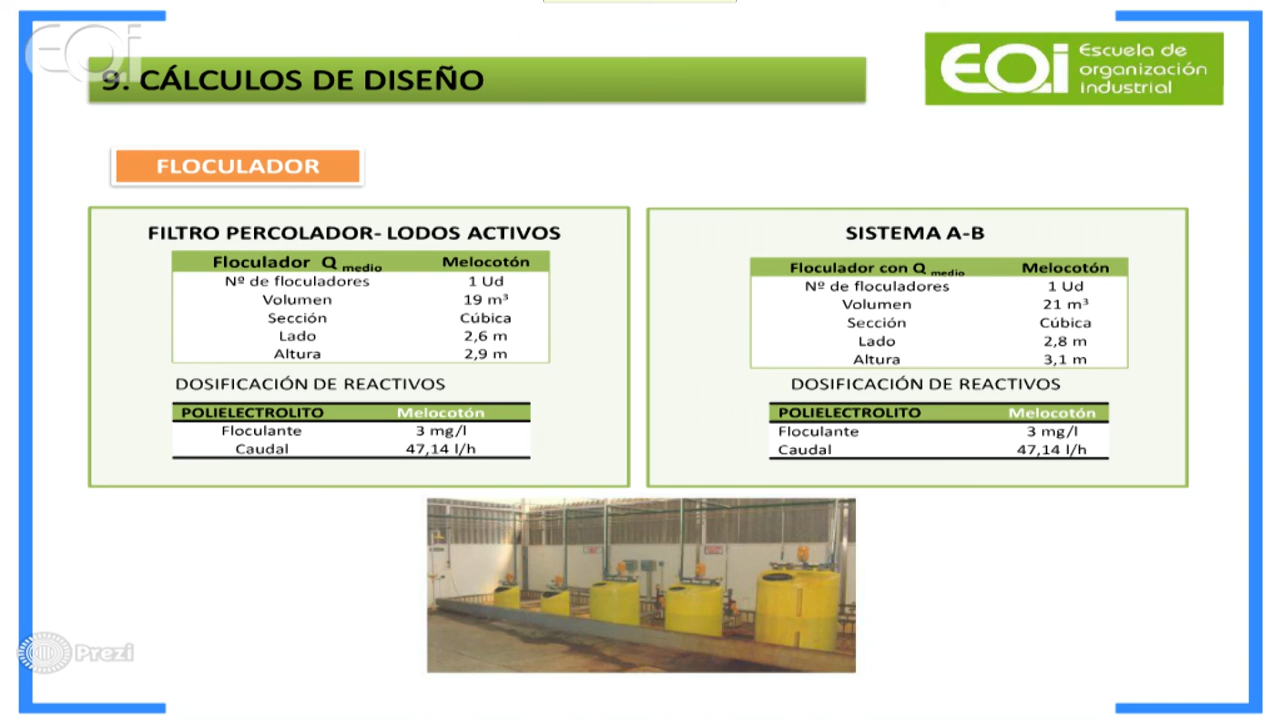 EOi
9. CÁLCULOS DE DISEÑO
EOi Escuela de
organización
industrial
FLOCULADOR
FILTRO PERCOLADOR- LODOS ACTIVOS
Floculador Q medio Melocotón
Nº de floculadores 1 Ud
Volumen 19 m³
Sección Cúbica
Lado 2,6 m
Altura 2,9 m
DOSIFICACIÓN DE REACTIVOS
POLIELECTROLITO Melocotón
Floculante 3 mg/l
Caudal 47,14 l/h
SISTEMA A-B
Floculador con Q medio Melocotón
Nº de floculadores 1 Ud
Volumen 21 m³
Sección Cúbica
Lado 2,8 m
Altura 3,1 m
DOSIFICACIÓN DE REACTIVOS
POLIELECTROLITO Melocotón
Floculante 3 mg/l
Caudal 47,14 l/h
Prezi